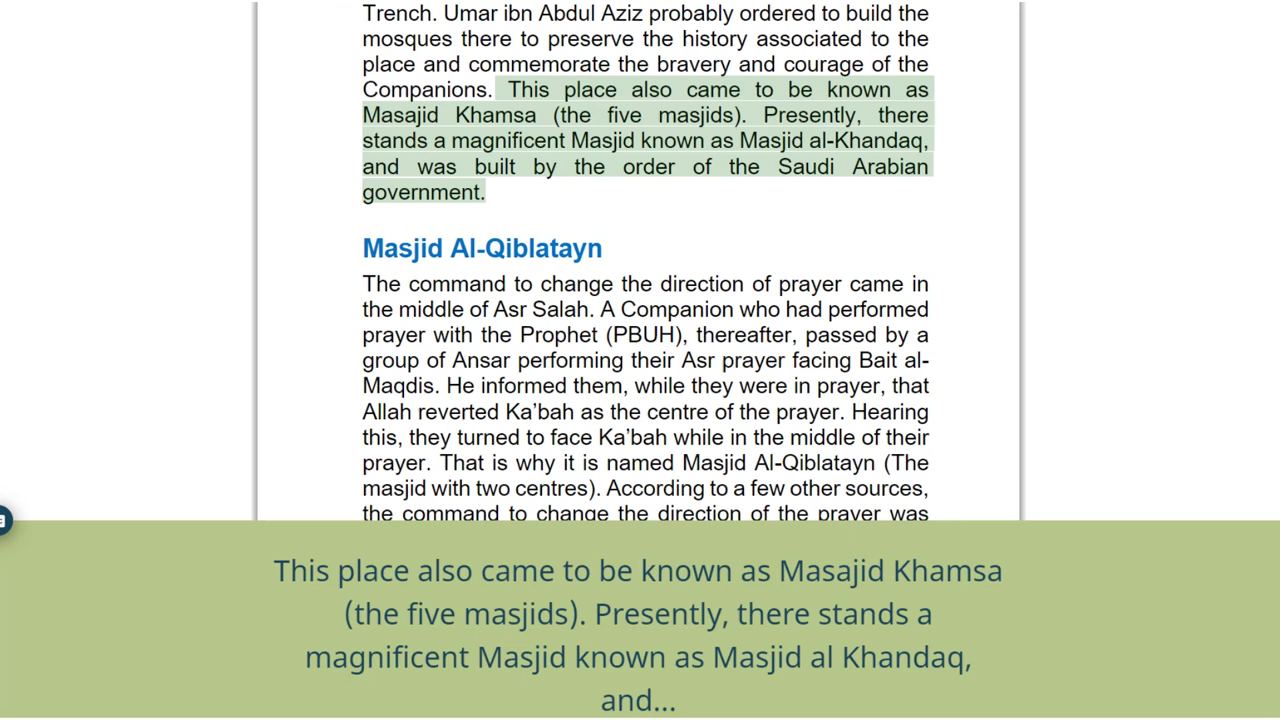 Trench. Umar ibn Abdul Aziz probably ordered to build the
mosques there to preserve the history associated to the
place and commemorate the bravery and courage of the
Companions. This place also came to be known as
Masajid Khamsa (the five masjids). Presently, there
stands a magnificent Masjid known as Masjid al-Khandaq,
and was built by the order of the Saudi Arabian
government.
Masjid Al-Qiblatayn
The command to change the direction of prayer came in
the middle of Asr Salah. A Companion who had performed
prayer with the Prophet (PBUH), thereafter, passed by a
group of Ansar performing their Asr prayer facing Bait al-
Maqdis. He informed them, while they were in prayer, that
Allah reverted Ka’bah as the centre of the prayer. Hearing
this, they turned to face Ka’bah while in the middle of their
prayer. That is why it is named Masjid Al-Qiblatayn (The
masjid with two centres). According to a few other sources,
the command to change the direction of the prayer was
This place also came to be known as Masajid Khamsa
(the five masjids). Presently, there stands a
magnificent Masjid known as Masjid al Khandaq,
and...